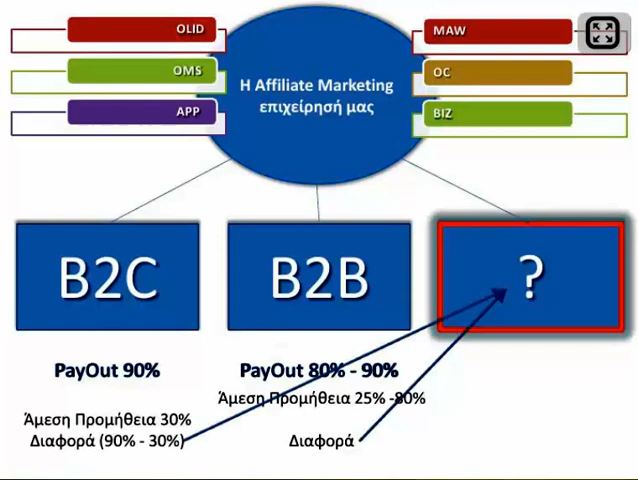 OLID
OMS
APP
Η Affiliate Marketing
επιχείρησή μας
MAW
OC
BIZ
B2C
B2B
?
PayOut 90%
PayOut 80% - 90%
Άμεση Προμήθεια 25% -80%
Άμεση Προμήθεια 30%
Διαφορά (90% - 30%)
Διαφορά